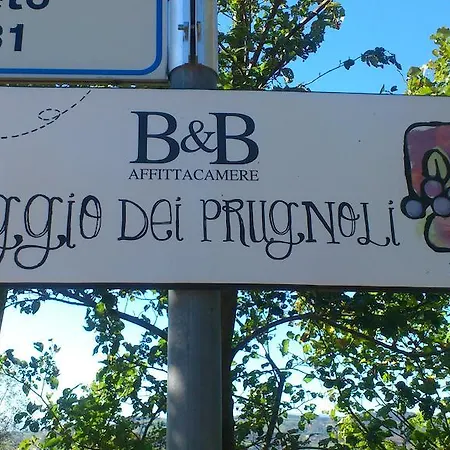 31
B&B
AFFITTACAMERE
ggio dei PRUGNOLI